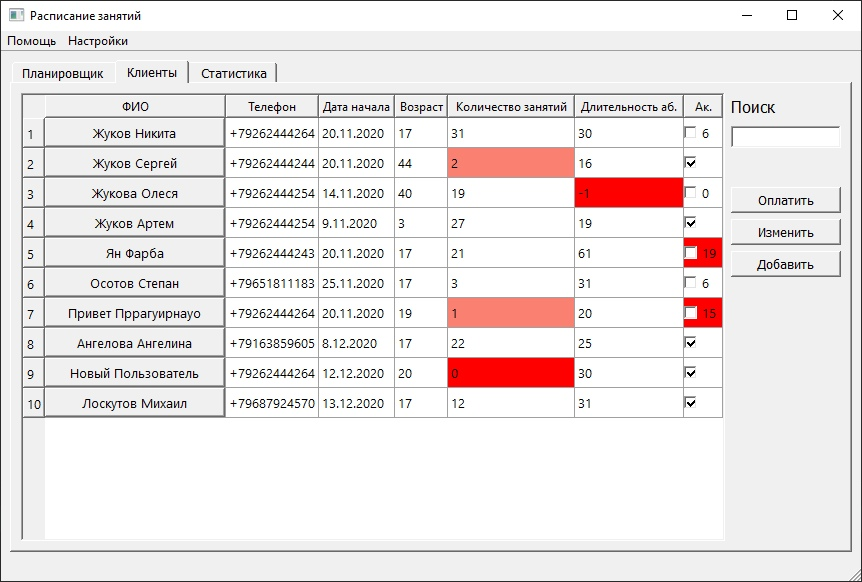 Расписание занятий
Помощь Настройки
Планировщик Клиенты Статистика
ФИО Телефон Дата начала Возраст Количество занятий Длительность аб. Ак.
1 Жуков Никита +79262444264 20.11.2020 17 31 30 6
2 Жуков Сергей +79262444244 20.11.2020 44 2 16
3 Жукова Олеся +79262444254 14.11.2020 40 19 -1 0
4 Жуков Артем +79262444254 9.11.2020 3 27 19
5 Ян Фарба +79262444243 20.11.2020 17 21 61 19
6 Осотов Степан +79651811183 25.11.2020 17 3 31 6
7 Привет Пррагуирнауо +79262444264 20.11.2020 19 1 20 15
8 Ангелова Ангелина +79163859605 8.12.2020 17 22 25
9 Новый Пользователь +79262444264 12.12.2020 20 0 30
10 Лоскутов Михаил +79687924570 13.12.2020 17 12 31
Поиск
Оплатить
Изменить
Добавить